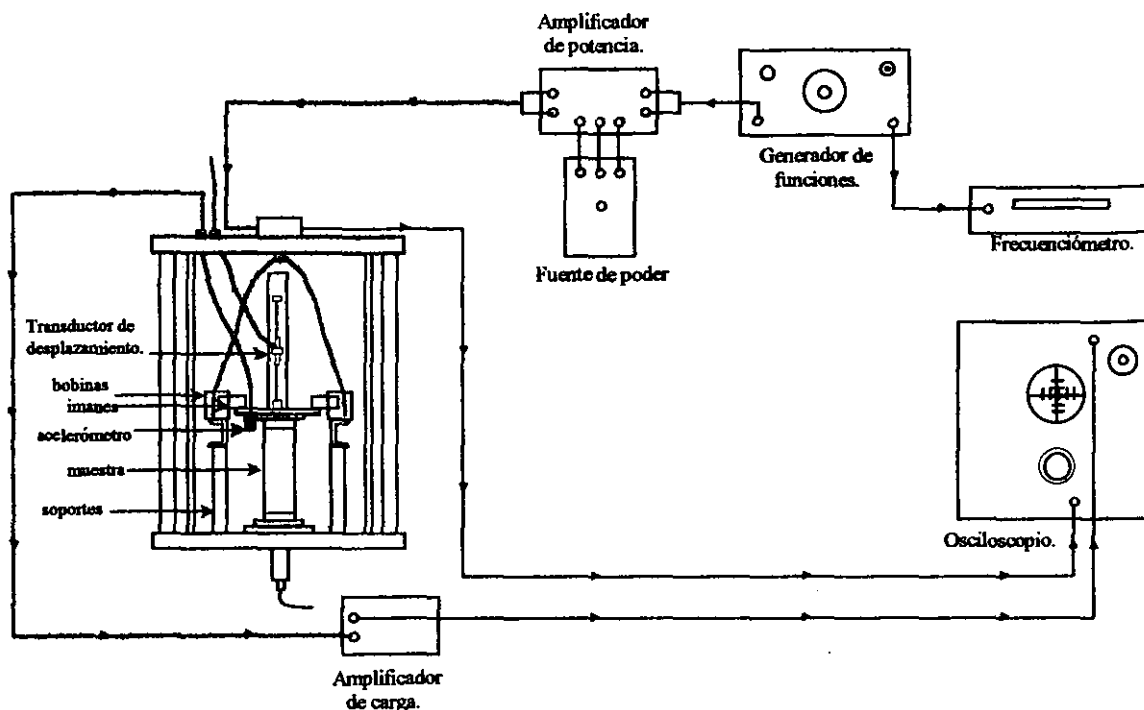 Amplificador
de potencia.
Generador de
funciones.
Frecuenciómetro.
Fuente de poder
Transductor de
desplazamiento.
bobinas
imanes
acelerómetro
muestra
soportes
Osciloscopio.
Amplificador
de carga.